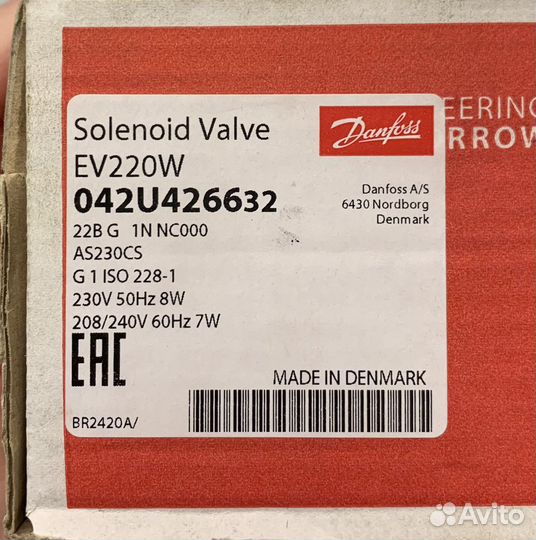 EERING
RROW
Solenoid Valve
Danfoss
EV220W
042U426632
Danfoss A/S
6430 Nordborg
Denmark
22B G 1N NC000
AS230CS
G 1 ISO 228-1
230V 50Hz 8W
208/240V 60Hz 7W
EAC
MADE IN DENMARK
BR2420A/
Avito